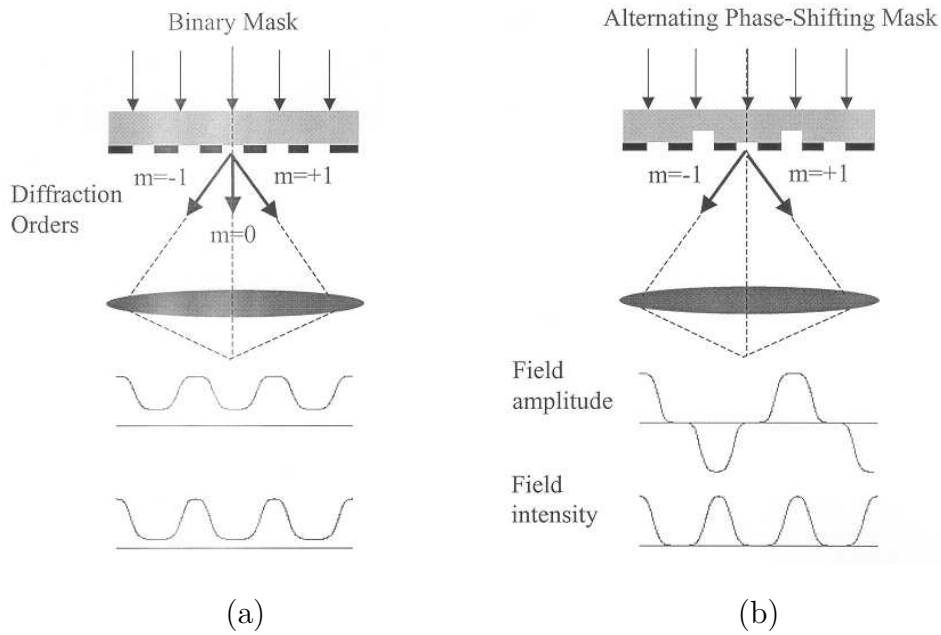 Binary Mask
Alternating Phase-Shifting Mask
m=-1
m=+1
m=-1
m=+1
Diffraction
Orders
m=0
Field
amplitude
Field
intensity
(a)
(b)